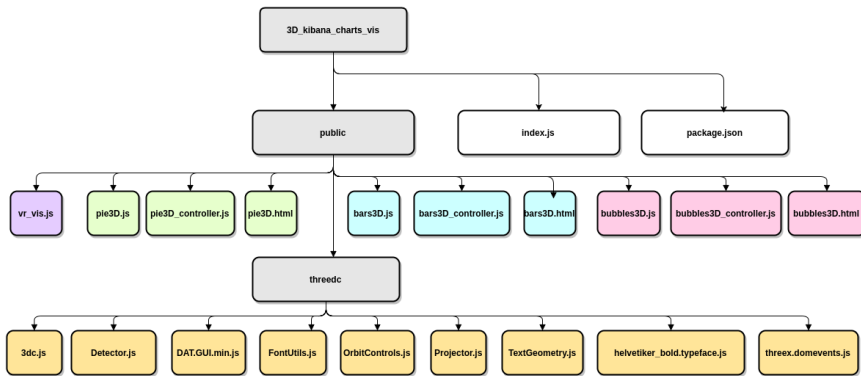 3D_kibana_charts_vis
public
index.js
package.json
vr_vis.js
pie3D.js
pie3D_controller.js
pie3D.html
bars3D.js
bars3D_controller.js
bars3D.html
bubbles3D.js
bubbles3D_controller.js
bubbles3D.html
threedc
3dc.js
Detector.js
DAT.GUI.min.js
FontUtils.js
OrbitControls.js
Projector.js
TextGeometry.js
helvetiker_bold.typeface.js
threex.domevents.js